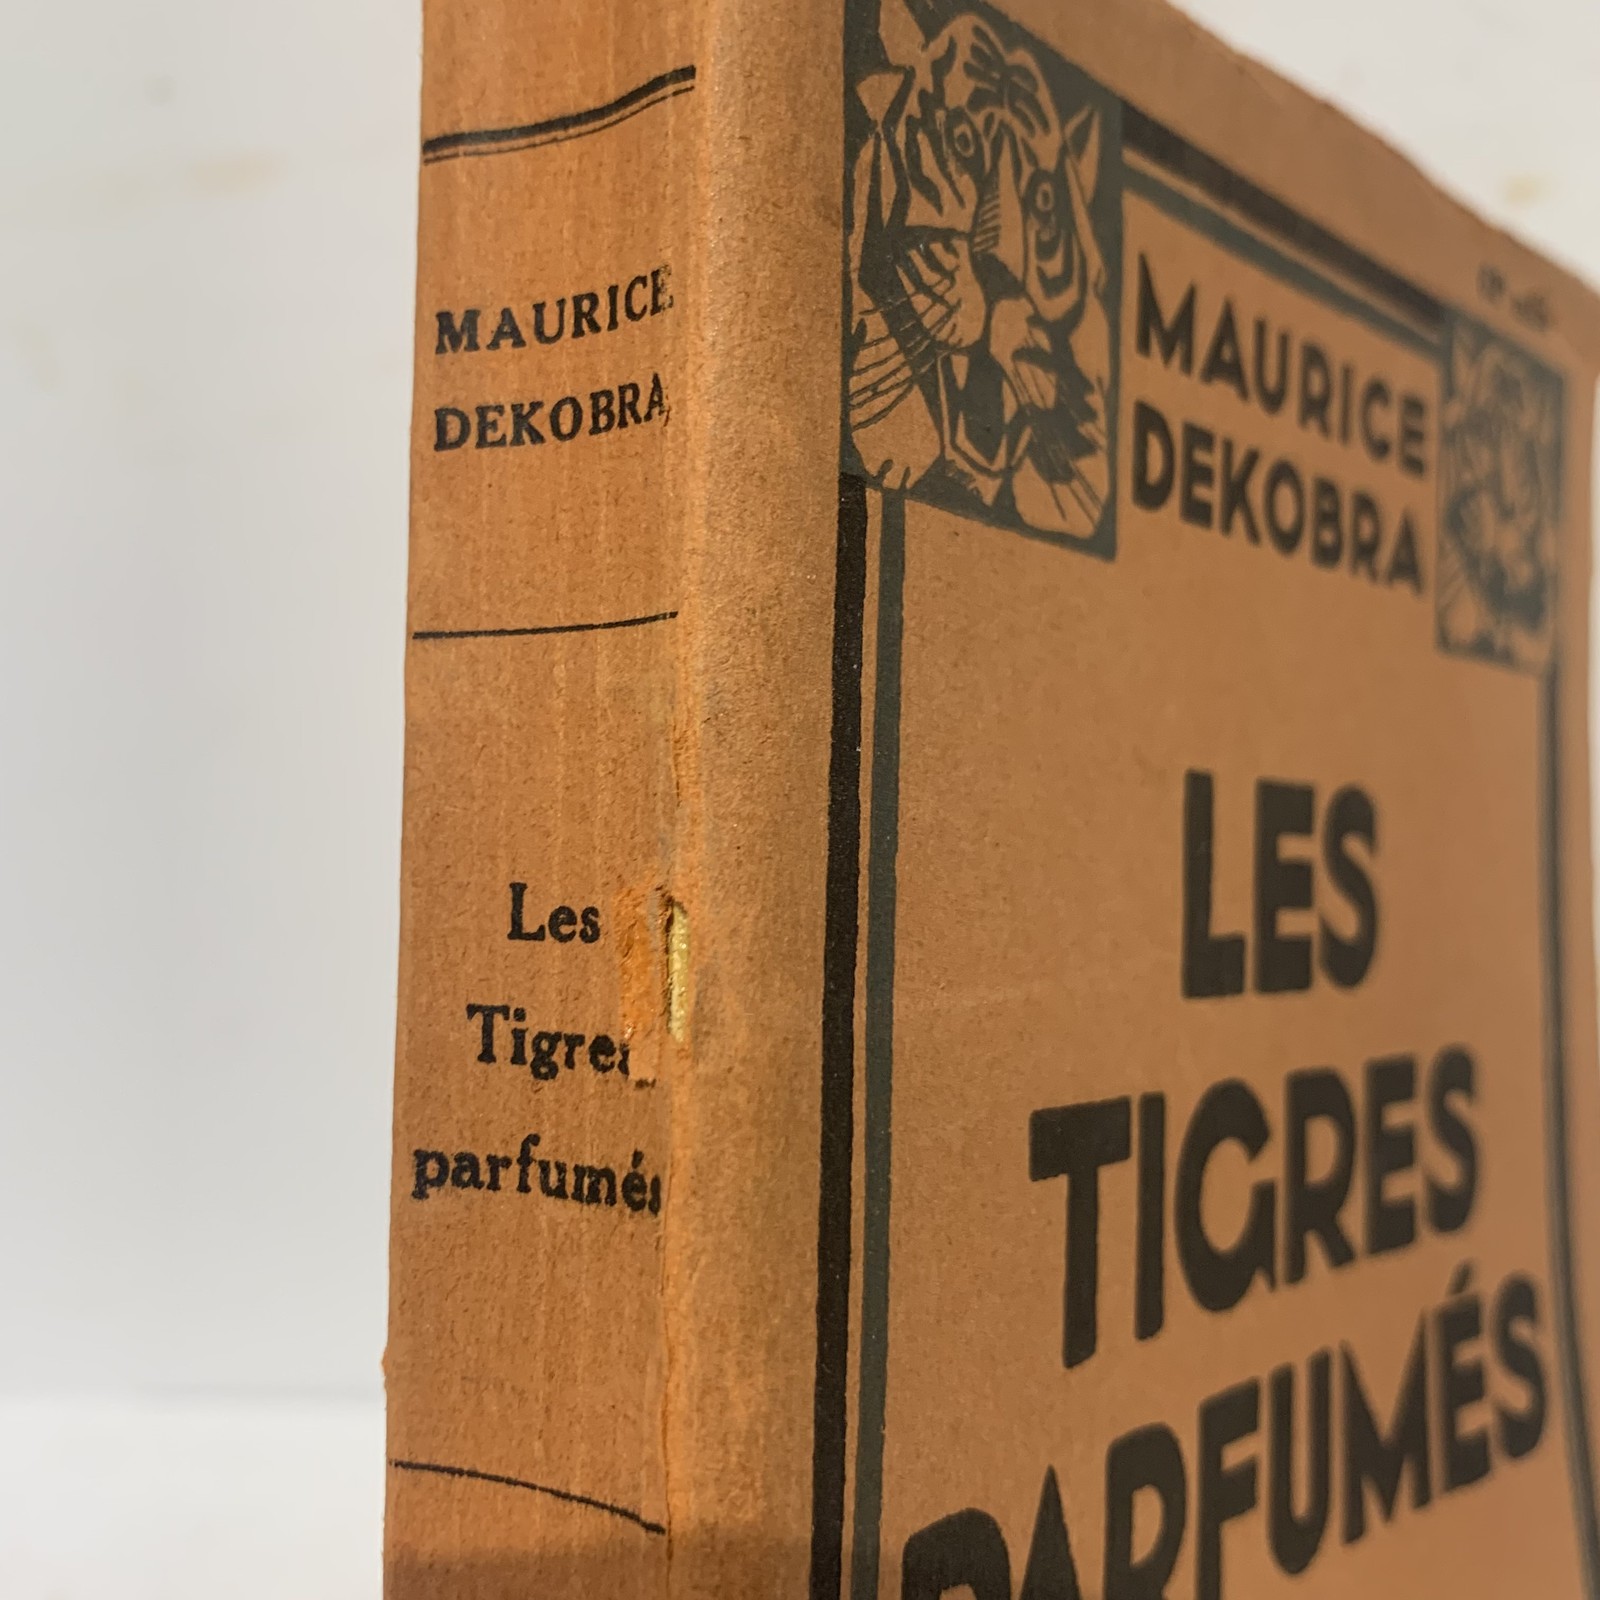 MAURICE
DEKOBRA
Les
Tigres
parfumés
MAURICE
DEKOBRA
LES
TIGRES
PARFUMÉS